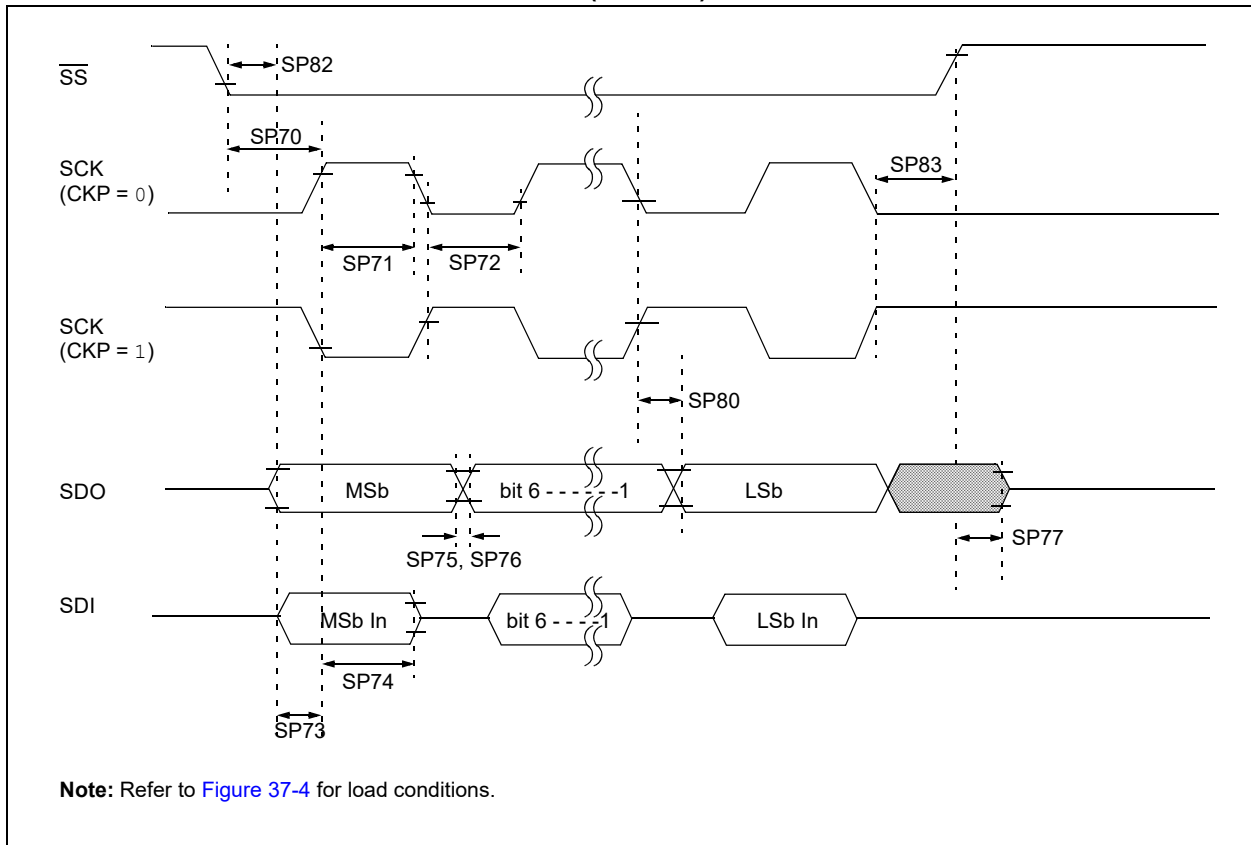 SS
SP82
SP70
SCK
(CKP = 0)
SP83
SP71
SP72
SCK
(CKP = 1)
SP80
SDO
MSb
bit 6 - - - - - -1
LSb
SP75, SP76
SP77
SDI
MSb In
bit 6 - - - -1
LSb In
SP74
SP73
Note: Refer to Figure 37-4 for load conditions.